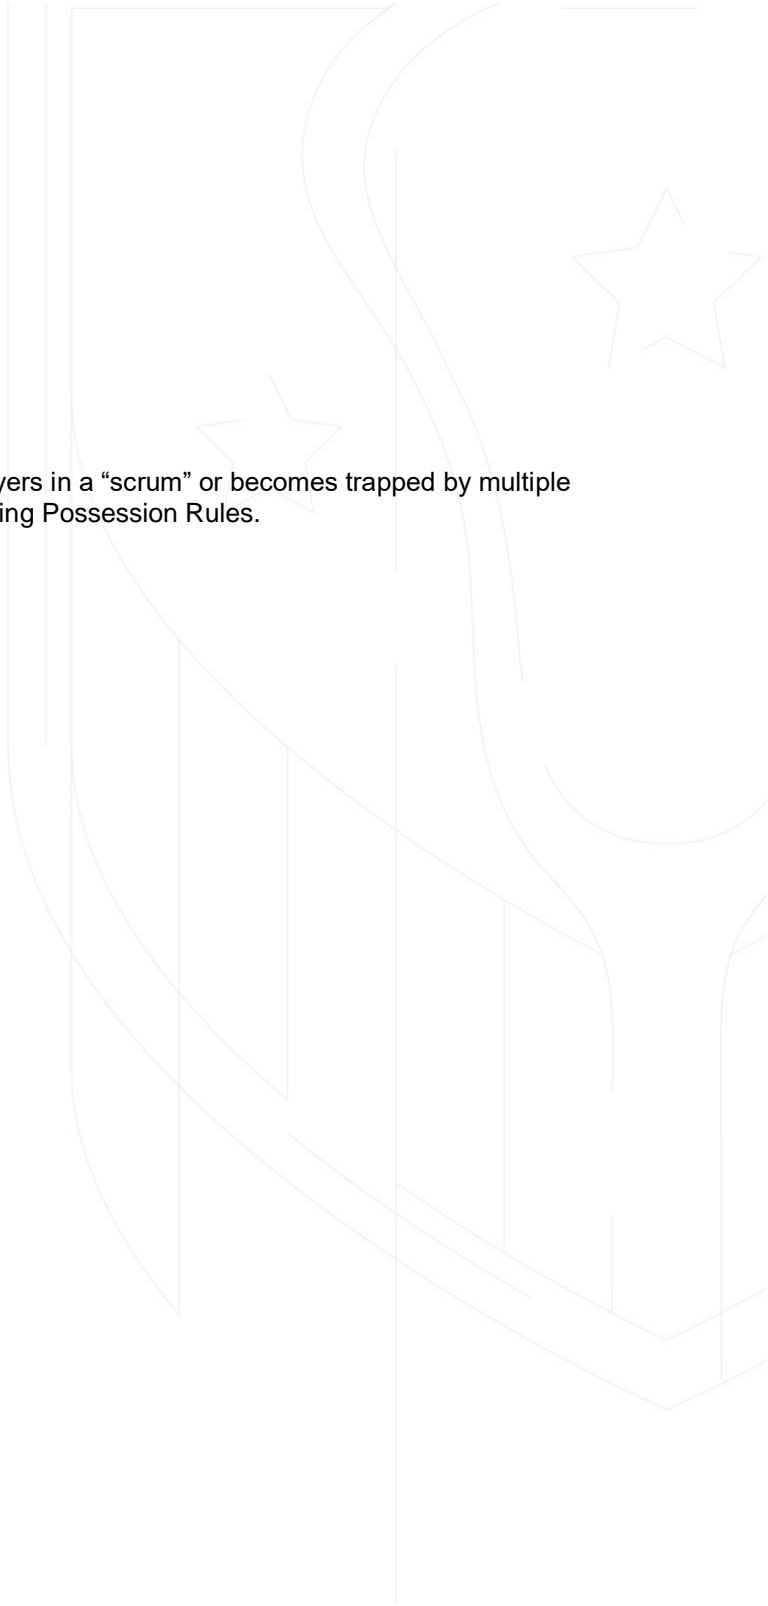 yers in a “scrum” or becomes trapped by multiple
ing Possession Rules.